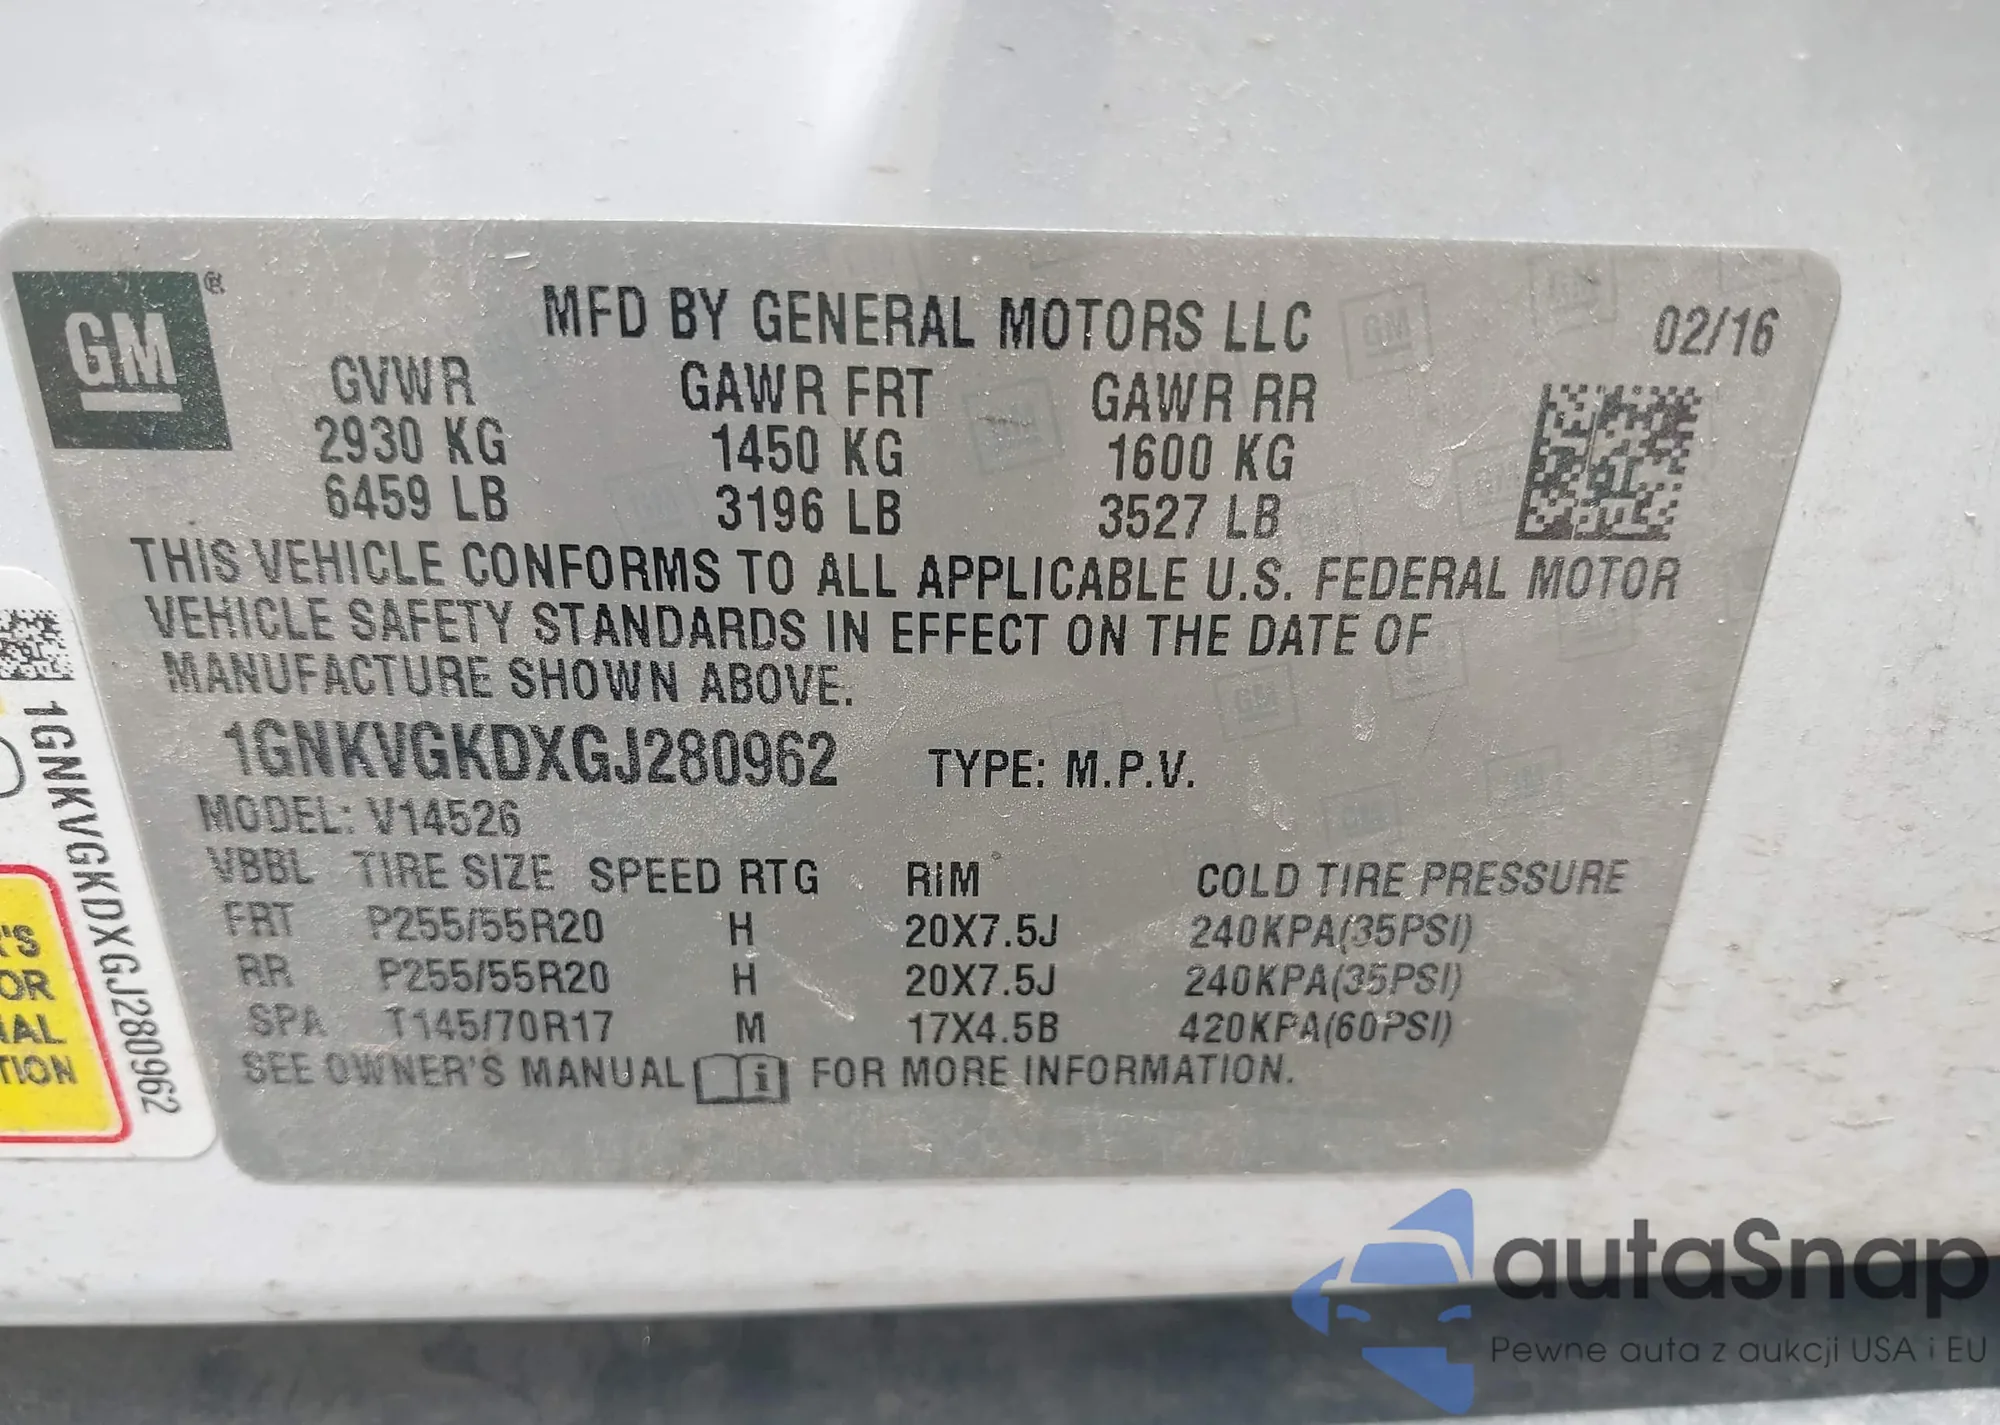 GM ®
MFD BY GENERAL MOTORS LLC 02/16
GVWR GAWR FRT GAWR RR
2930 KG 1450 KG 1600 KG
6459 LB 3196 LB 3527 LB
THIS VEHICLE CONFORMS TO ALL APPLICABLE U.S. FEDERAL MOTOR
VEHICLE SAFETY STANDARDS IN EFFECT ON THE DATE OF
MANUFACTURE SHOWN ABOVE.
1GNKVGKDXGJ280962 TYPE: M.P.V.
MODEL: V14526
VBBL TIRE SIZE SPEED RTG RIM COLD TIRE PRESSURE
FRT P255/55R20 H 20X7.5J 240KPA(35PSI)
RR P255/55R20 H 20X7.5J 240KPA(35PSI)
SPA T145/70R17 M 17X4.5B 420KPA(60PSI)
SEE OWNER'S MANUAL i FOR MORE INFORMATION.
1GNKVGKDXGJ280962
autaSnap
Pewne auta z aukcji USA i EU